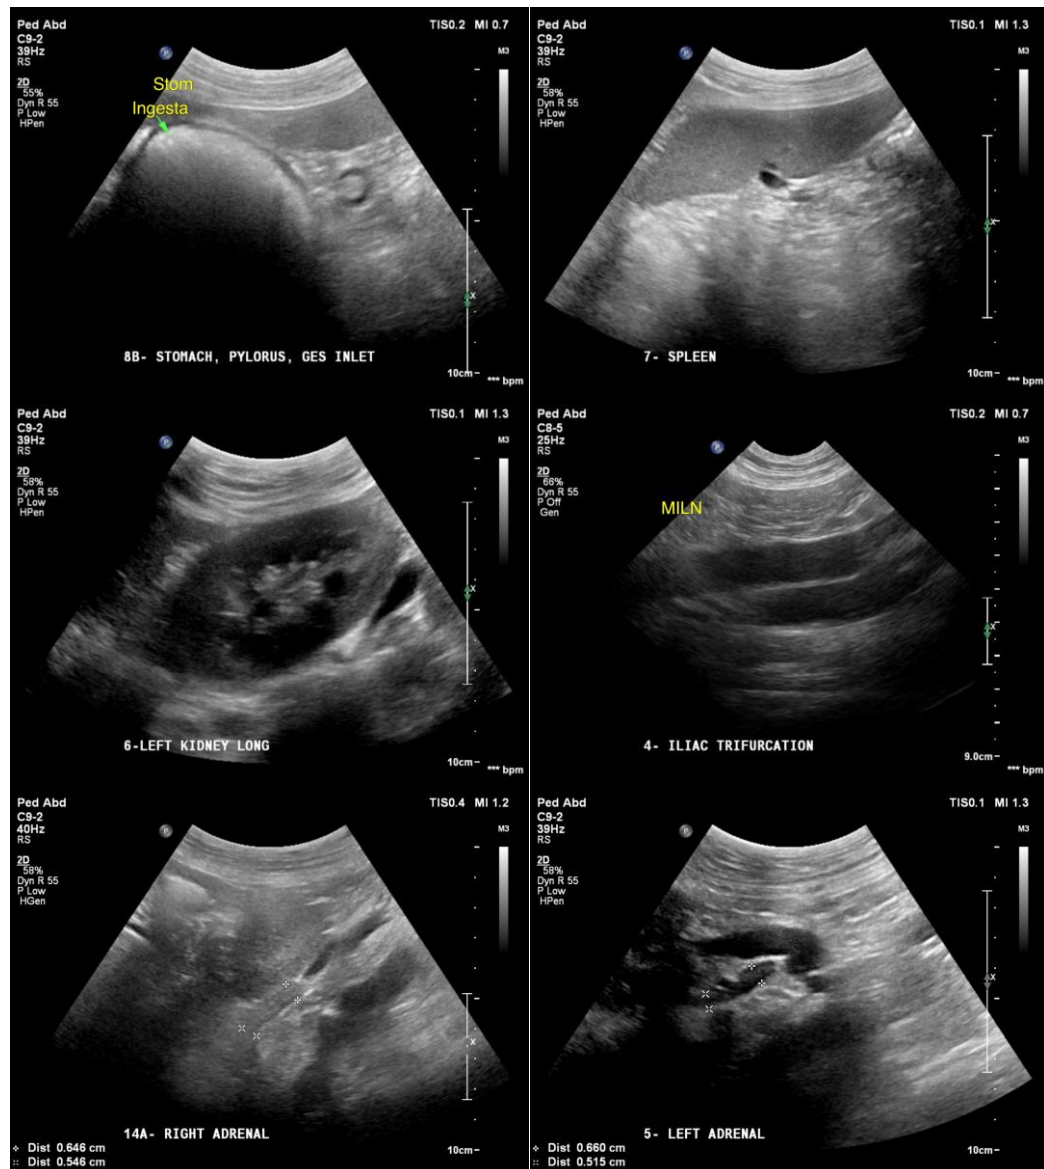 Ped Abd
TIS0.2 MI 0.7
C9-2
39Hz
RS
M3
2D
55%
Dyn R 55
P Low
HPen
Stom
Ingesta
P
x
8B- STOMACH, PYLORUS, GES INLET
10cm
*** bpm
Ped Abd
TIS0.1 MI 1.3
C9-2
39Hz
RS
M3
2D
58%
Dyn R 55
P Low
HPen
P
x
7- SPLEEN
10cm
*** bpm
Ped Abd
TIS0.1 MI 1.3
C9-2
39Hz
RS
M3
2D
58%
Dyn R 55
P Low
HPen
P
x
6-LEFT KIDNEY LONG
10cm
*** bpm
Ped Abd
TIS0.2 MI 0.7
C8-5
25Hz
RS
M3
2D
66%
Dyn R 55
P Off
Gen
P
MILN
x
4- ILIAC TRIFURCATION
9.0cm
*** bpm
Ped Abd
TIS0.4 MI 1.2
C9-2
40Hz
RS
M3
2D
58%
Dyn R 55
P Low
HGen
P
x
14A- RIGHT ADRENAL
10cm
Dist 0.646 cm
Dist 0.546 cm
Ped Abd
TIS0.1 MI 1.3
C9-2
39Hz
RS
M3
2D
58%
Dyn R 55
P Low
HPen
P
x
5- LEFT ADRENAL
10cm
Dist 0.660 cm
Dist 0.515 cm